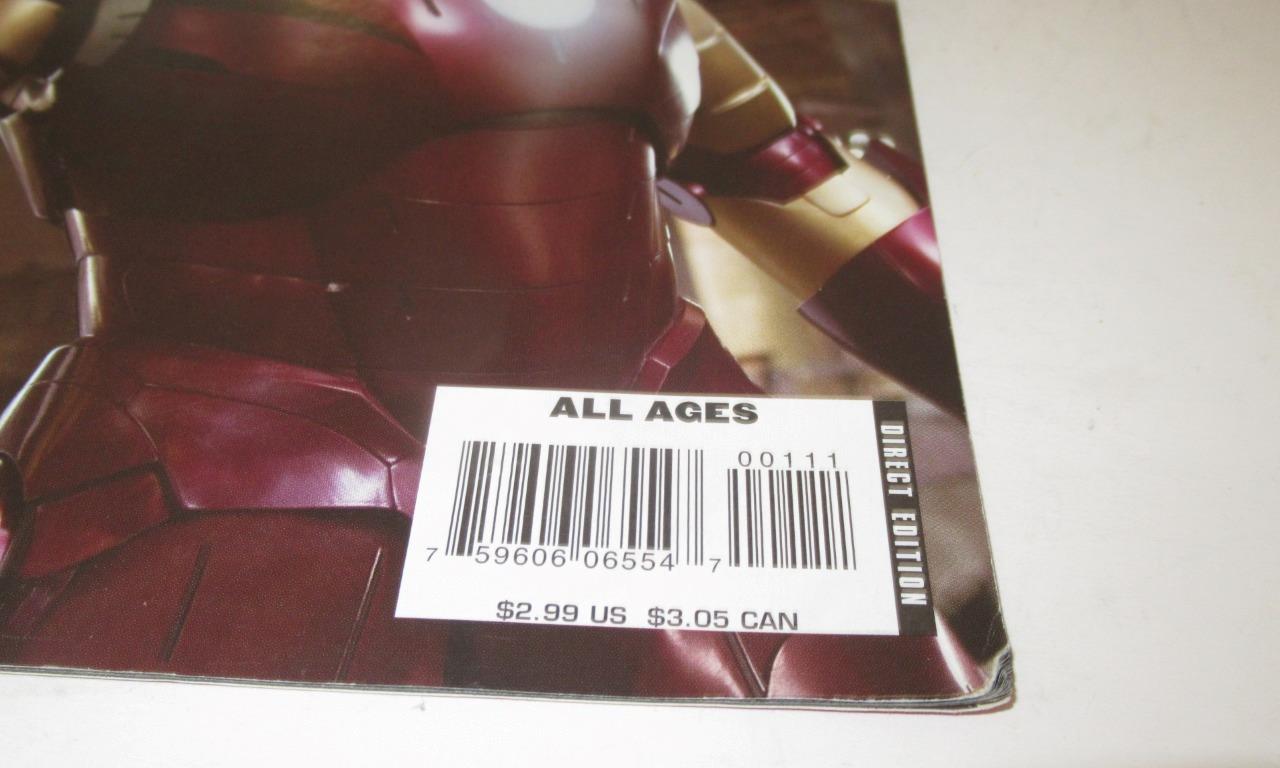 ALL AGES
00111
7 59606 06554 7
$2.99 US $3.05 CAN
DIRECT EDITION